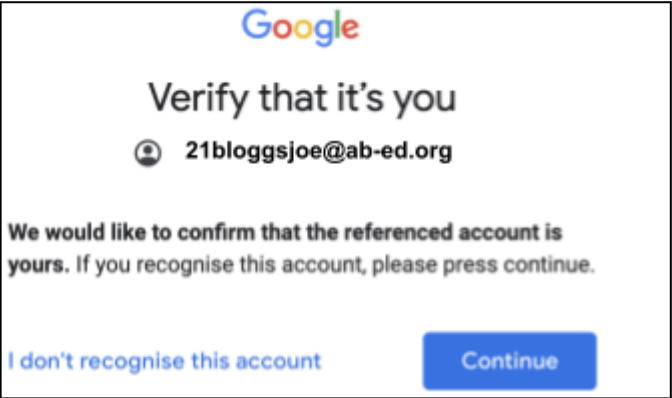 Google
Verify that it's you
21bloggsjoe@ab-ed.org
We would like to confirm that the referenced account is
yours. If you recognise this account, please press continue.
I don't recognise this account
Continue